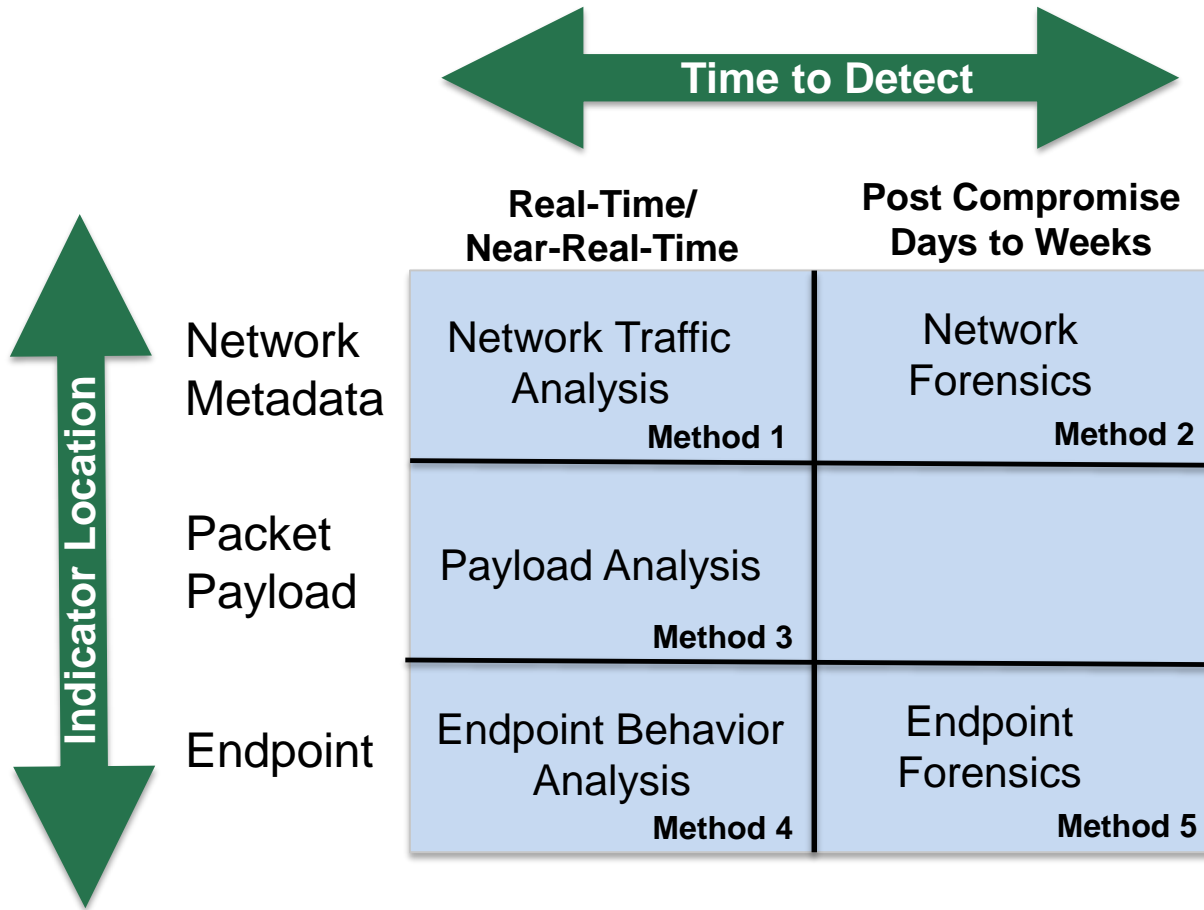 Time to Detect
Real-Time/
Near-Real-Time
Post Compromise
Days to Weeks
Indicator Location
Network
Metadata
Network Traffic
Analysis
Method 1
Network
Forensics
Method 2
Packet
Payload
Payload Analysis
Method 3
Endpoint
Endpoint Behavior
Analysis
Method 4
Endpoint
Forensics
Method 5